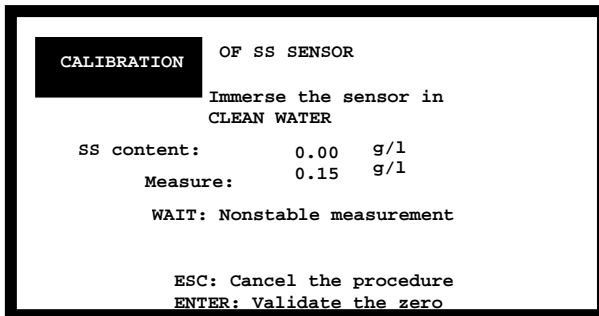 CALIBRATION OF SS SENSOR
Immerse the sensor in
CLEAN WATER
SS content: 0.00 g/l
Measure: 0.15 g/l
WAIT: Nonstable measurement
ESC: Cancel the procedure
ENTER: Validate the zero